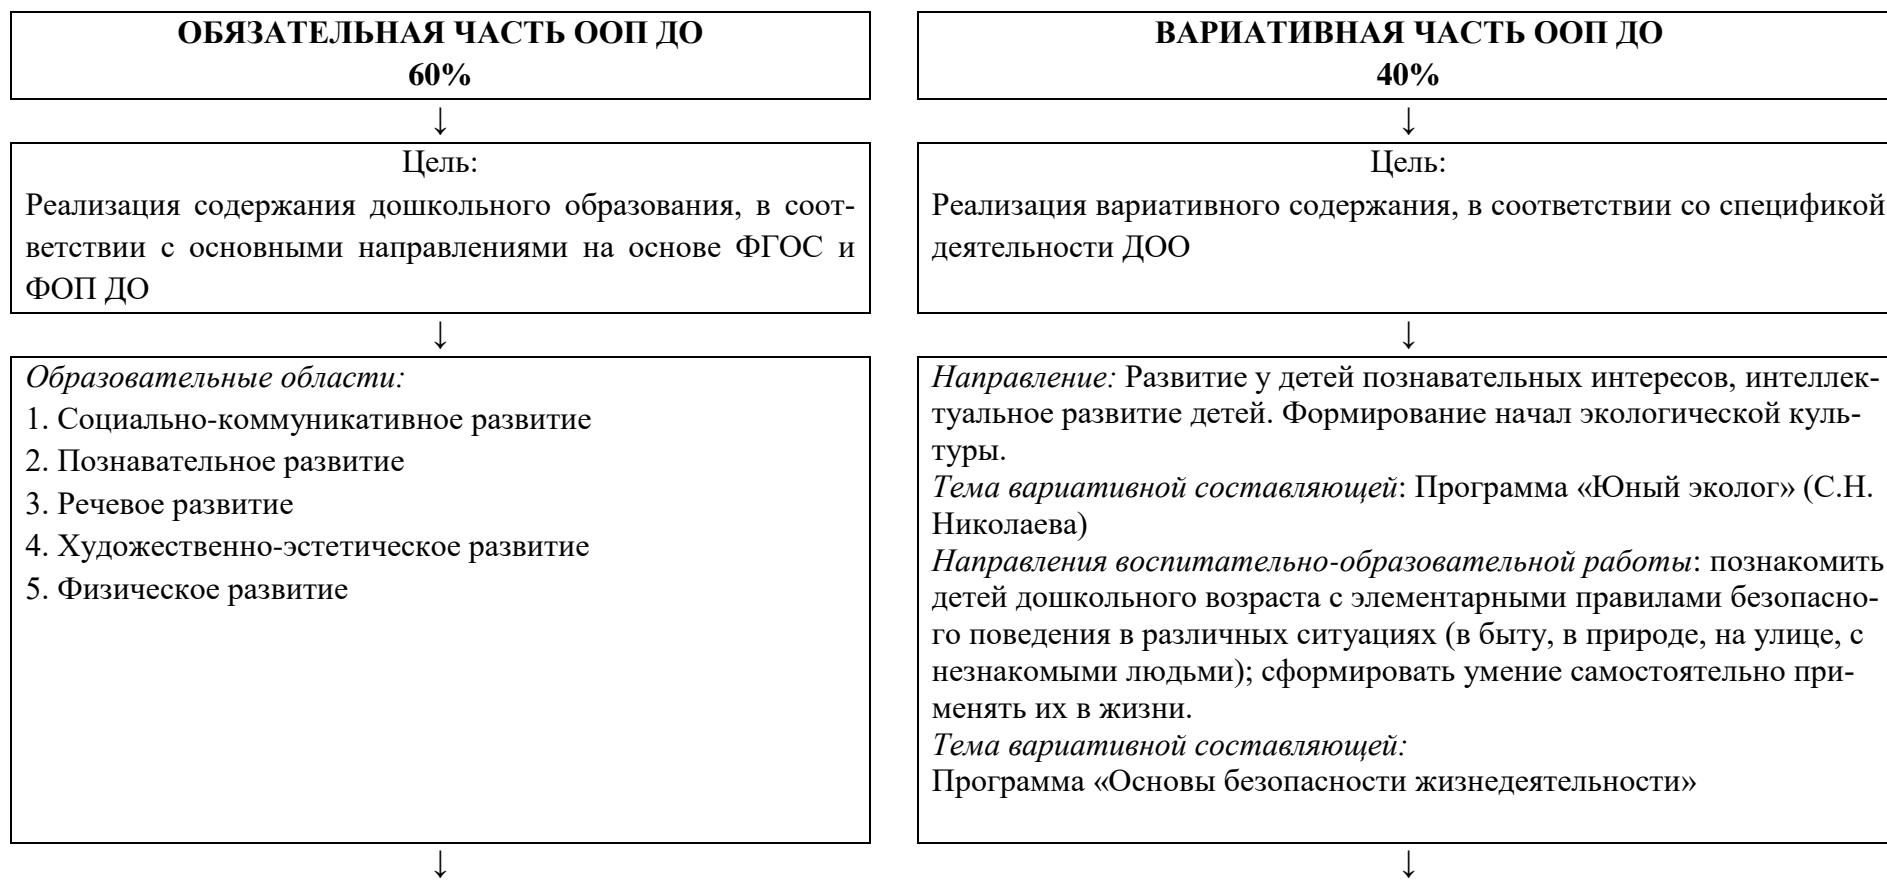 ОБЯЗАТЕЛЬНАЯ ЧАСТЬ ООП ДО
60%
↓
Цель:
Реализация содержания дошкольного образования, в соот-
ветствии с основными направлениями на основе ФГОС и
ФОП ДО
↓
Образовательные области:
1. Социально-коммуникативное развитие
2. Познавательное развитие
3. Речевое развитие
4. Художественно-эстетическое развитие
5. Физическое развитие
↓
ВАРИАТИВНАЯ ЧАСТЬ ООП ДО
40%
↓
Цель:
Реализация вариативного содержания, в соответствии со спецификой
деятельности ДОО
↓
Направление: Развитие у детей познавательных интересов, интеллек-
туальное развитие детей. Формирование начал экологической куль-
туры.
Тема вариативной составляющей: Программа «Юный эколог» (С.Н.
Николаева)
Направления воспитательно-образовательной работы: познакомить
детей дошкольного возраста с элементарными правилами безопасно-
го поведения в различных ситуациях (в быту, в природе, на улице, с
незнакомыми людьми); сформировать умение самостоятельно при-
менять их в жизни.
Тема вариативной составляющей:
Программа «Основы безопасности жизнедеятельности»
↓